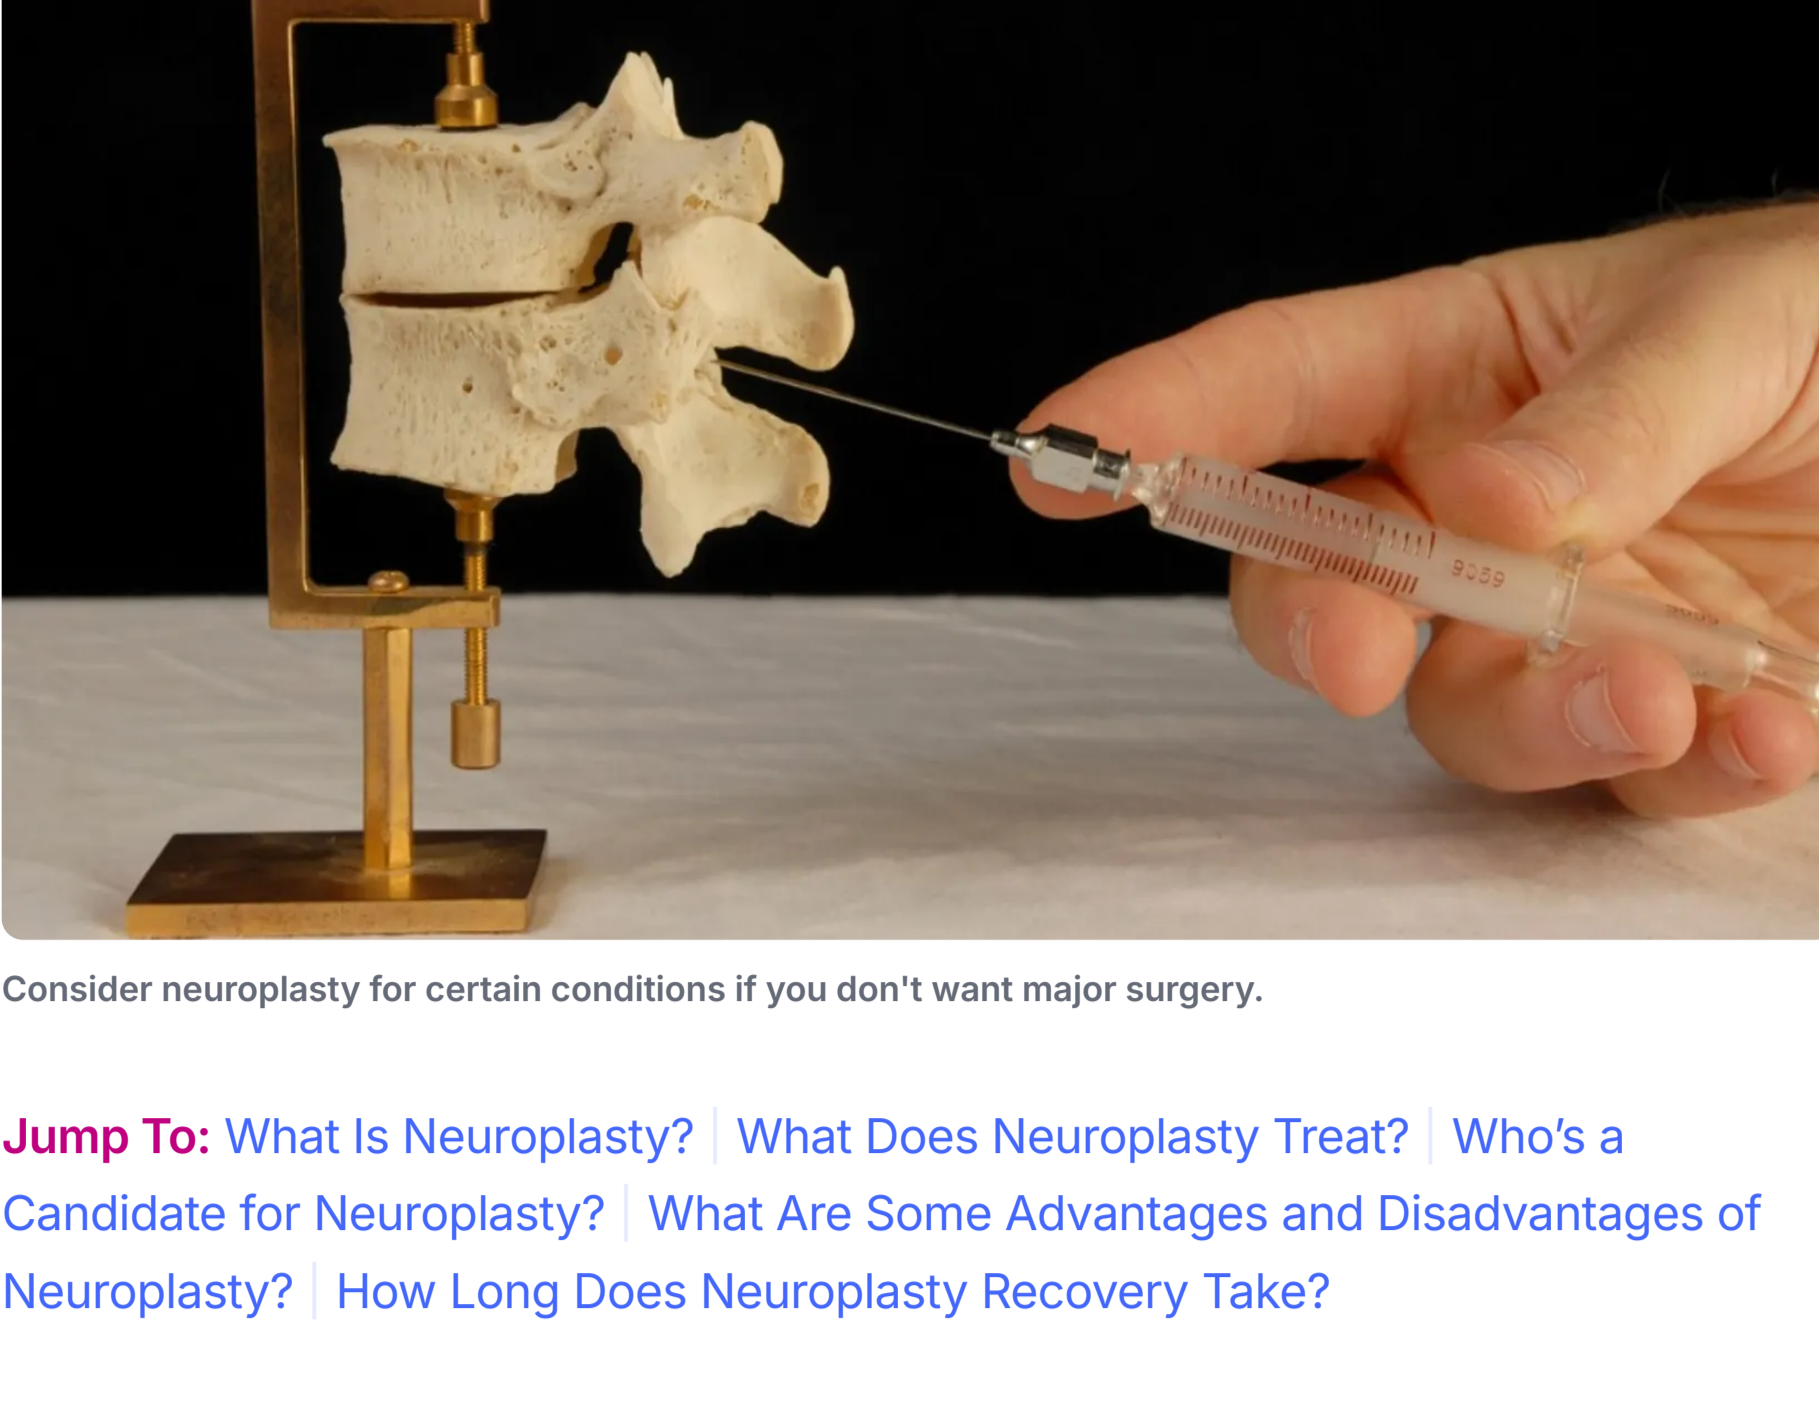 9059
Consider neuroplasty for certain conditions if you don't want major surgery.
Jump To: What Is Neuroplasty? | What Does Neuroplasty Treat? | Who’s a
Candidate for Neuroplasty? | What Are Some Advantages and Disadvantages of
Neuroplasty? | How Long Does Neuroplasty Recovery Take?